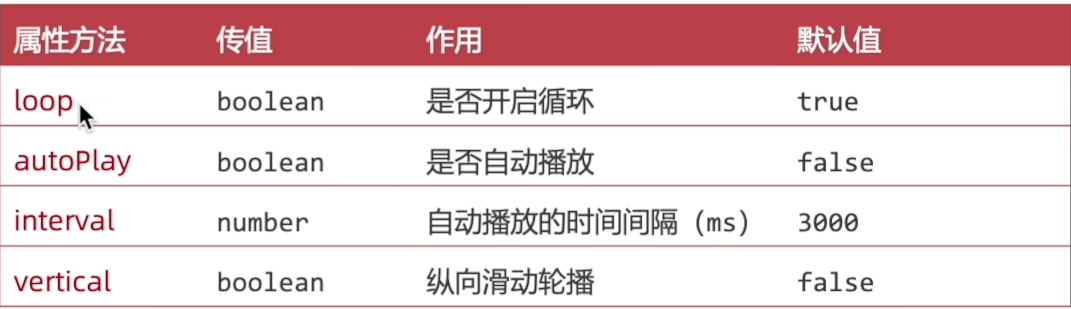 属性方法 传值 作用 默认值
loop boolean 是否开启循环 true
autoPlay boolean 是否自动播放 false
interval number 自动播放的时间间隔（ms） 3000
vertical boolean 纵向滑动轮播 false